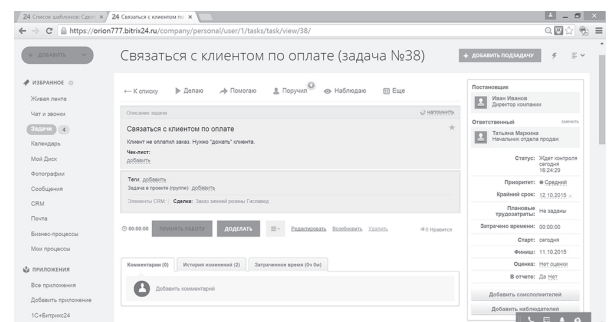 24 Список шаблонов: Сдел
24 Связаться с клиентом по
https://orion777.bitrix24.ru/company/personal/user/1/tasks/task/view/38/
+ ДОБАВИТЬ
Связаться с клиентом по оплате (задача №38)
+ ДОБАВИТЬ ПОДЗАДАЧУ
ИЗБРАННОЕ
Живая лента
Чат и звонки
Задачи 4
Календарь
Мой Диск
Фотографии
Сообщения
CRM
Почта
Бизнес-процессы
Мои процессы
ПРИЛОЖЕНИЯ
Все приложения
Добавить приложение
1С+Битрикс24
← К списку Делаю Помогаю Поручил Наблюдаю Еще
Описание задачи напомнить
Связаться с клиентом по оплате
Клиент не оплатил заказ. Нужно "дожать" клиента.
Чек-лист:
добавить
Теги: добавить
Задача в проекте (группе): добавить
Элементы CRM: Сделка: Заказ зимней резины Гиславед
00:00:00 ПРИНЯТЬ РАБОТУ ДОДЕЛАТЬ Редактировать Возобновить Удалить Нравится
Комментарии (0) История изменений (2) Затраченное время (0ч 0м)
Добавить комментарий
Постановщик
Иван Иванов
Директор компании
Ответственный сменить
Татьяна Маркина
Начальник отдела продаж
Статус: Ждет контроля
сегодня
16:24:29
Приоритет: Средний
Крайний срок: 12.10.2015
Плановые трудозатраты: Не заданы
Затрачено времени: 00:00:00
Старт: сегодня
Финиш: 11.10.2015
Оценка: Нет оценки
В отчете: Да Нет
Добавить соисполнителей
Добавить наблюдателей